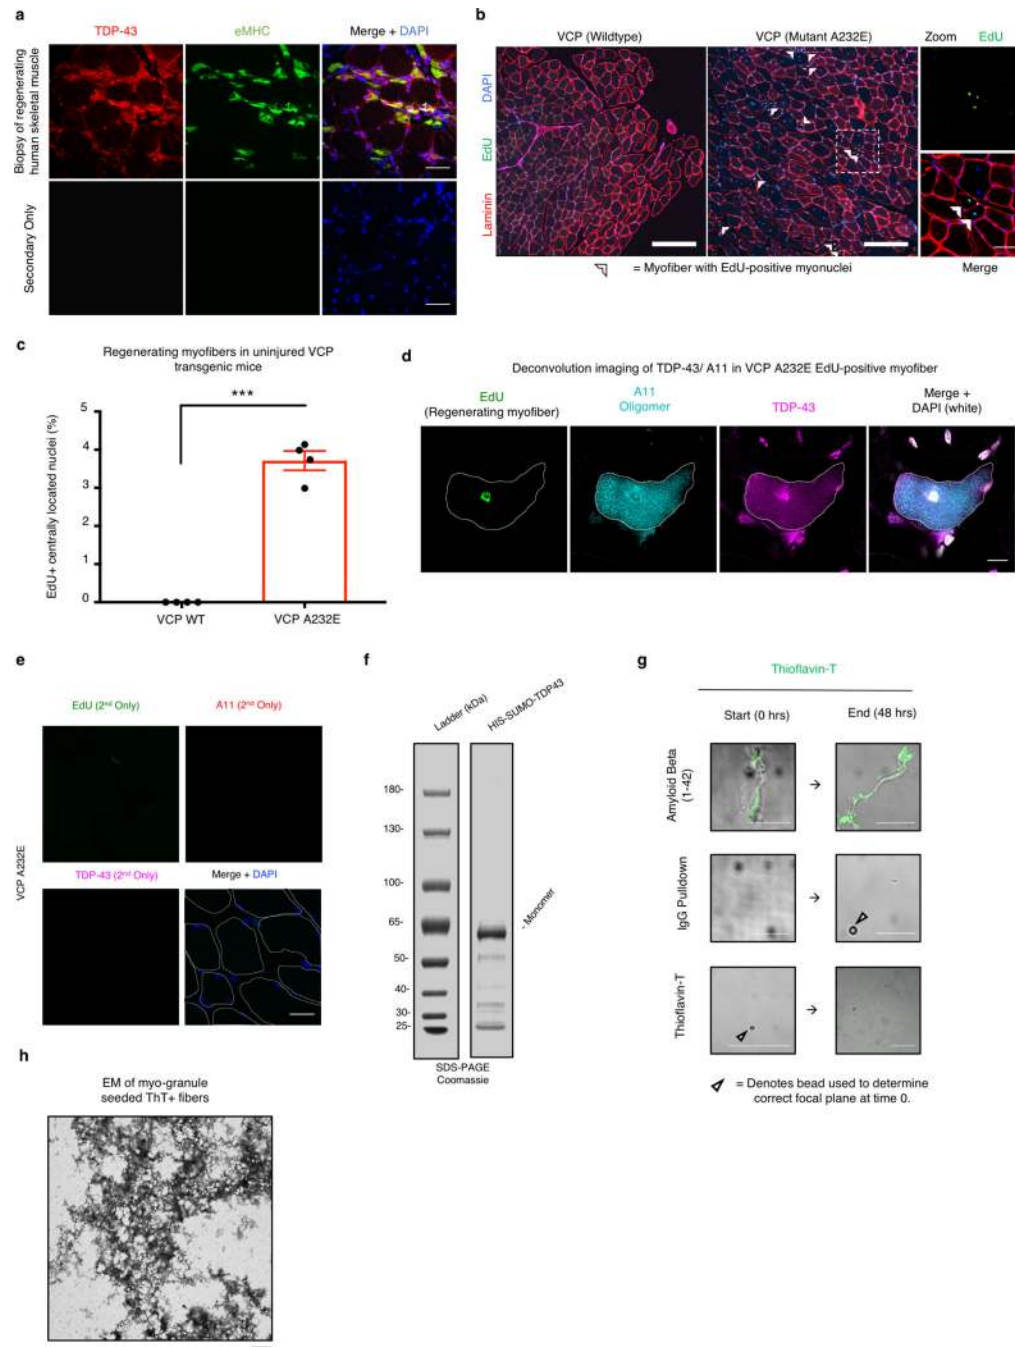 a
TDP-43
eMHC
Merge + DAPI
Biopsy of regenerating
human skeletal muscle
Secondary Only
b
VCP (Wildtype)
VCP (Mutant A232E)
Zoom
EdU
Laminin
EdU
DAPI
= Myofiber with EdU-positive myonuclei
Merge
c
Regenerating myofibers in uninjured VCP
transgenic mice
***
EdU+ centrally located nuclei (%)
5
4
3
2
1
0
VCP WT
VCP A232E
d
Deconvolution imaging of TDP-43/ A11 in VCP A232E EdU-positive myofiber
EdU
(Regenerating myofiber)
A11
Oligomer
TDP-43
Merge +
DAPI (white)
e
EdU (2nd Only)
A11 (2nd Only)
VCP A232E
TDP-43 (2nd Only)
Merge + DAPI
f
Ladder (kDa)
HIS-SUMO-TDP43
180-
130-
100-
65-
50-
40-
30-
25-
- Monomer
SDS-PAGE
Coomassie
g
Thioflavin-T
Start (0 hrs)
End (48 hrs)
Amyloid Beta
(1-42)
IgG Pulldown
Thioflavin-T
= Denotes bead used to determine
correct focal plane at time 0.
h
EM of myo-granule
seeded ThT+ fibers